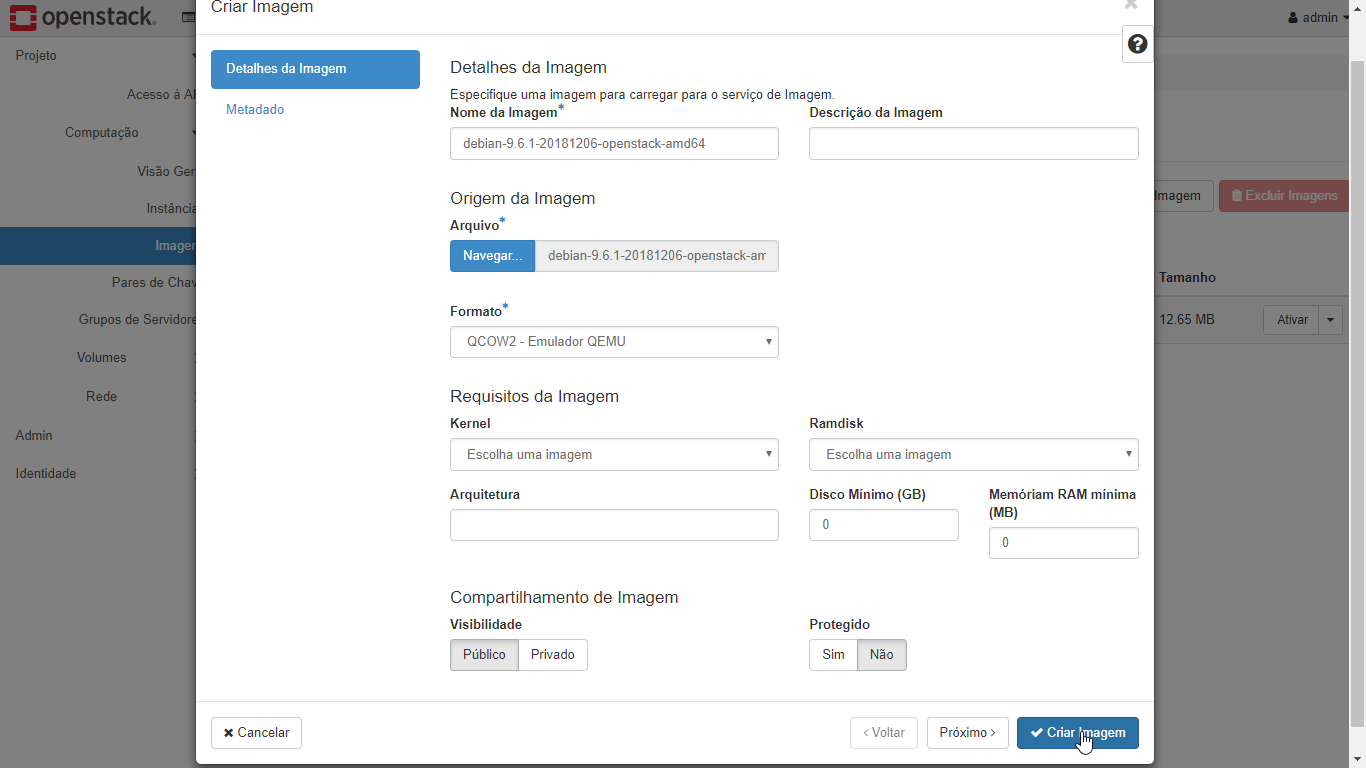 Criar Imagem
openstack.
admin
Projeto
Acesso à
Computação
Visão
Pares de
Grupos de
Volumes
Rede
Admin
Identidade
Detalhes da Imagem
Metadado
Detalhes da Imagem
Especifique uma imagem para carregar para o serviço de Imagem.
Nome da Imagem* Descrição da Imagem
debian-9.6.1-20181206-openstack-amd64
Origem da Imagem
Arquivo*
Navegar... debian-9.6.1-20181206-openstack-am
Formato*
QCOW2 - Emulador QEMU
Requisitos da Imagem
Kernel Ramdisk
Escolha uma imagem Escolha uma imagem
Arquitetura Disco Mínimo (GB) Memóriam RAM mínima
(MB)
0
0
Compartilhamento de Imagem
Visibilidade Protegido
Público Privado Sim Não
Cancelar < Voltar Próximo > Criar Imagem
Imagem Excluir Imagens
Tamanho
12.65 MB Ativar